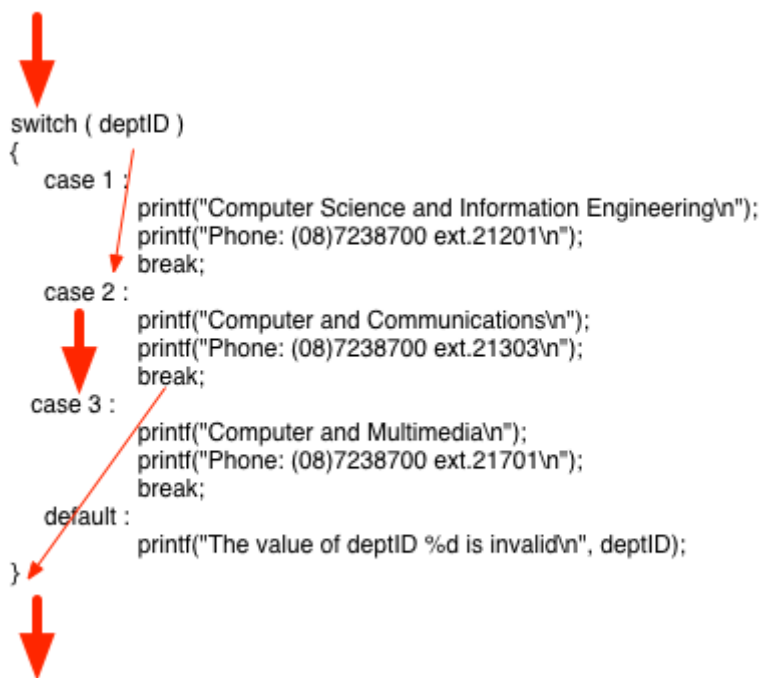 switch ( deptID )
{
case 1 :
printf("Computer Science and Information Engineering\n");
printf("Phone: (08)7238700 ext.21201\n");
break;
case 2 :
printf("Computer and Communications\n");
printf("Phone: (08)7238700 ext.21303\n");
break;
case 3 :
printf("Computer and Multimedia\n");
printf("Phone: (08)7238700 ext.21701\n");
break;
default :
printf("The value of deptID %d is invalid\n", deptID);
}